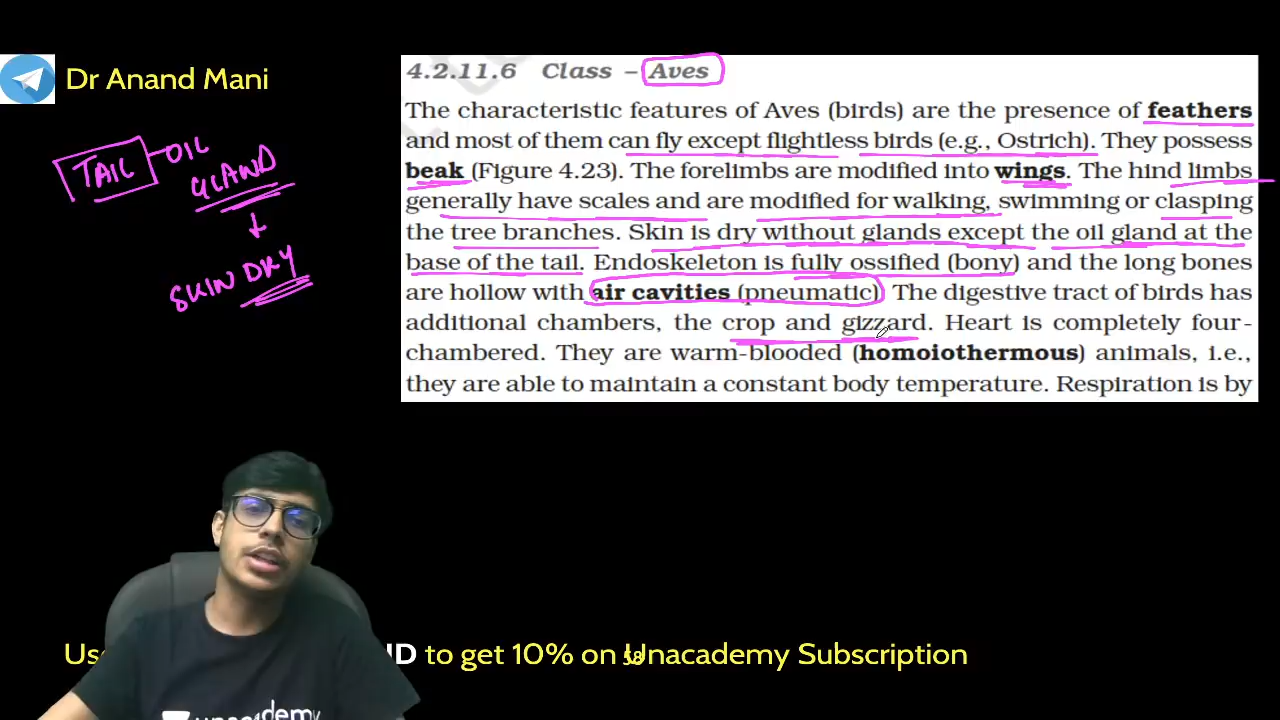 Dr Anand Mani
TAIL
OIL
GLAND
SKIN DRY
4.2.11.6 Class – Aves
The characteristic features of Aves (birds) are the presence of feathers
and most of them can fly except flightless birds (e.g., Ostrich). They possess
beak (Figure 4.23). The forelimbs are modified into wings. The hind limbs
generally have scales and are modified for walking, swimming or clasping
the tree branches. Skin is dry without glands except the oil gland at the
base of the tail. Endoskeleton is fully ossified (bony) and the long bones
are hollow with air cavities (pneumatic). The digestive tract of birds has
additional chambers, the crop and gizzard. Heart is completely four-
chambered. They are warm-blooded (homoiothermous) animals, i.e.,
they are able to maintain a constant body temperature. Respiration is by
to get 10% on Unacademy Subscription
58